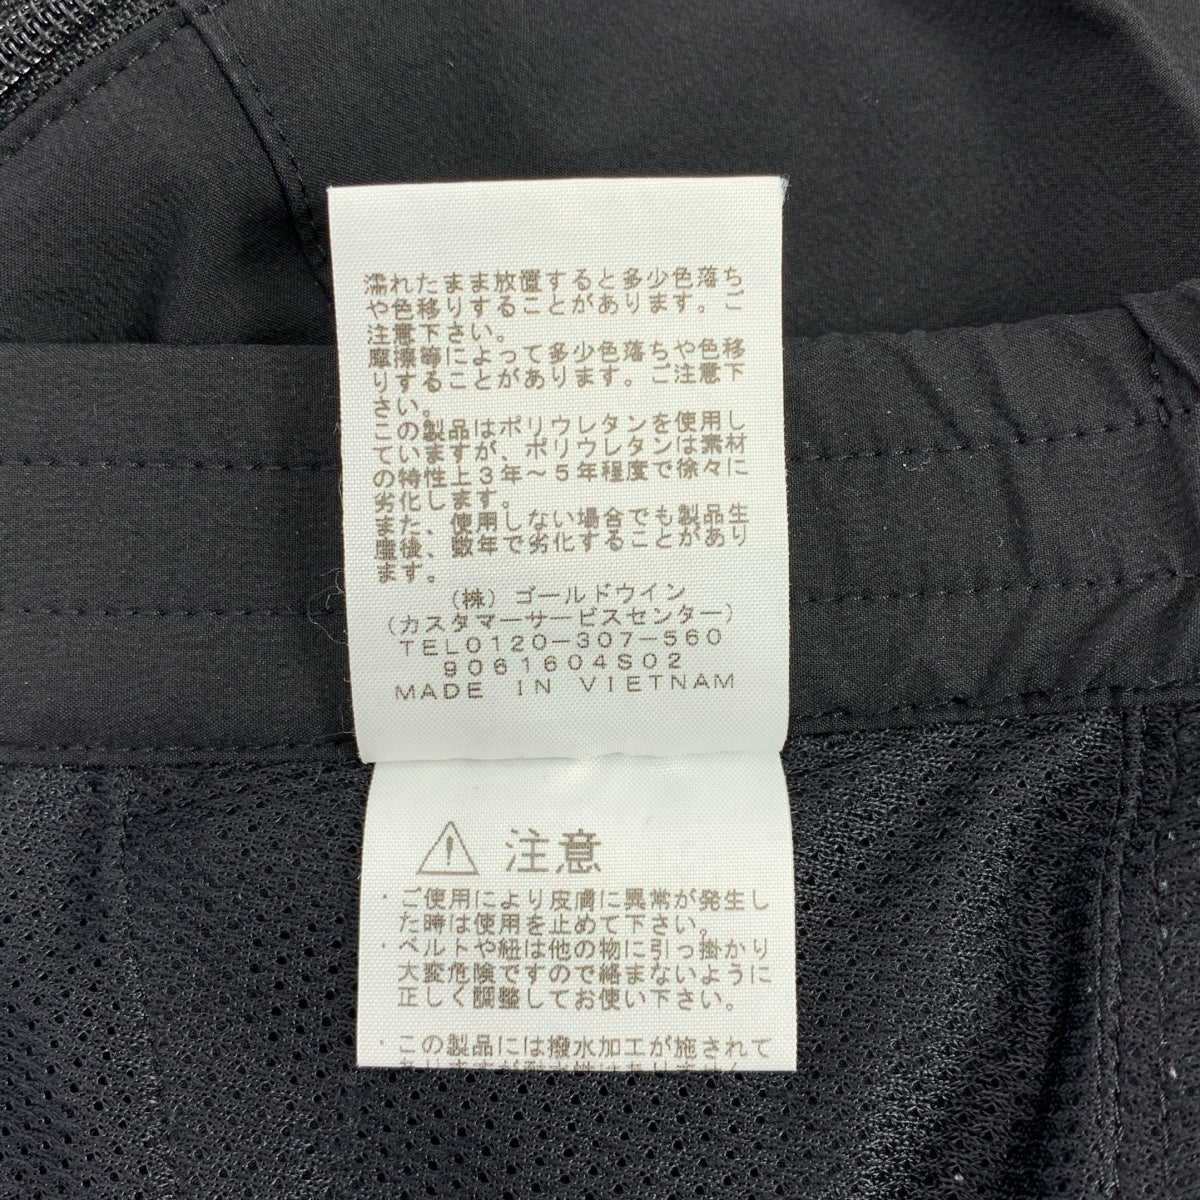 濡れたまま放置すると多少色落ち
や色移りすることがあります。ご
注意下さい。
摩擦等によって多少色落ちや色移
りすることがあります。ご注意下
さい。
この製品はポリウレタンを使用し
ていますが、ポリウレタンは素材
の特性上3年～5年程度で徐々に
劣化します。
また、使用しない場合でも製品生
産後、数年で劣化することがあり
ます。
(株)ゴールドウイン
(カスタマーサービスセンター)
TEL0120-307-560
9061604S02
MADE IN VIETNAM
⚠ 注意
・ご使用により皮膚に異常が発生し
た時は使用を止めて下さい。
・ベルトや紐は他の物に引っ掛かり
大変危険ですので絡まないように
正しく調整してお使い下さい。
・この製品には撥水加工が施されて